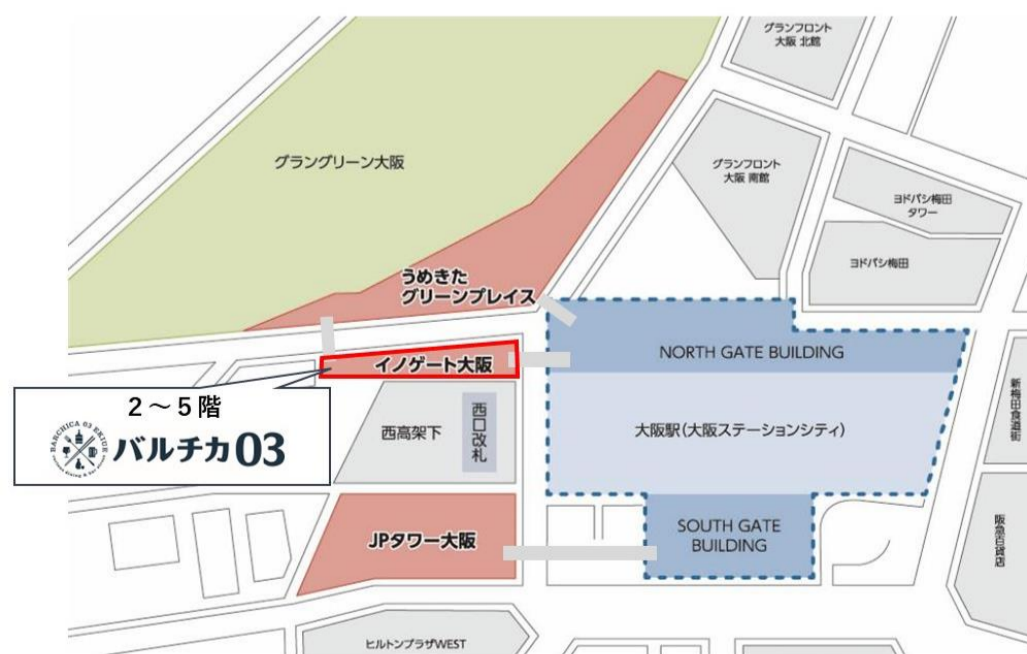 グランフロント
大阪 北館
グラングリーン大阪
グランフロント
大阪 南館
ヨドバシ梅田
タワー
ヨドバシ梅田
うめきた
グリーンプレイス
NORTH GATE BUILDING
イノゲート大阪
2～5階
BARCHICA 03 EKIDE
バルチカ03
西高架下
西口改札
大阪駅(大阪ステーションシティ)
新梅田食道街
JPタワー大阪
SOUTH GATE
BUILDING
阪急百貨店
ヒルトンプラザWEST